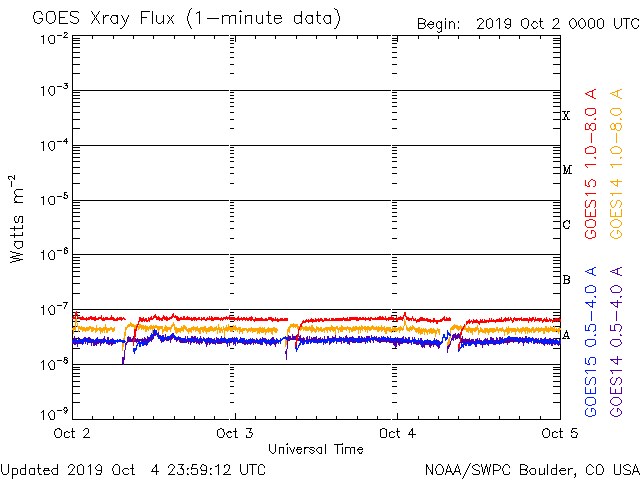 GOES Xray Flux (1-minute data)
Begin: 2019 Oct 2 0000 UTC
10-2
10-3
10-4
10-5
10-6
10-7
10-8
10-9
Watts m-2
X
M
C
B
A
GOES15 1.0-8.0 A
GOES14 1.0-8.0 A
GOES15 0.5-4.0 A
GOES14 0.5-4.0 A
Oct 2
Oct 3
Oct 4
Oct 5
Universal Time
Updated 2019 Oct 4 23:59:12 UTC
NOAA/SWPC Boulder, CO USA